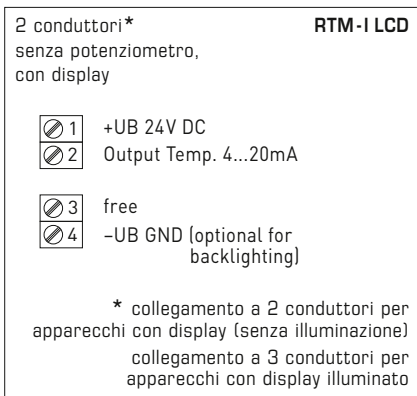 2 conduttori* RTM-I LCD
senza potenziometro,
con display
1 +UB 24V DC
2 Output Temp. 4...20mA
3 free
4 –UB GND (optional for
backlighting)
* collegamento a 2 conduttori per
apparecchi con display (senza illuminazione)
collegamento a 3 conduttori per
apparecchi con display illuminato